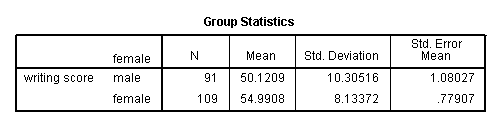 Group Statistics
female N Mean Std. Deviation Std. Error Mean
writing score male 91 50.1209 10.30516 1.08027
female 109 54.9908 8.13372 .77907